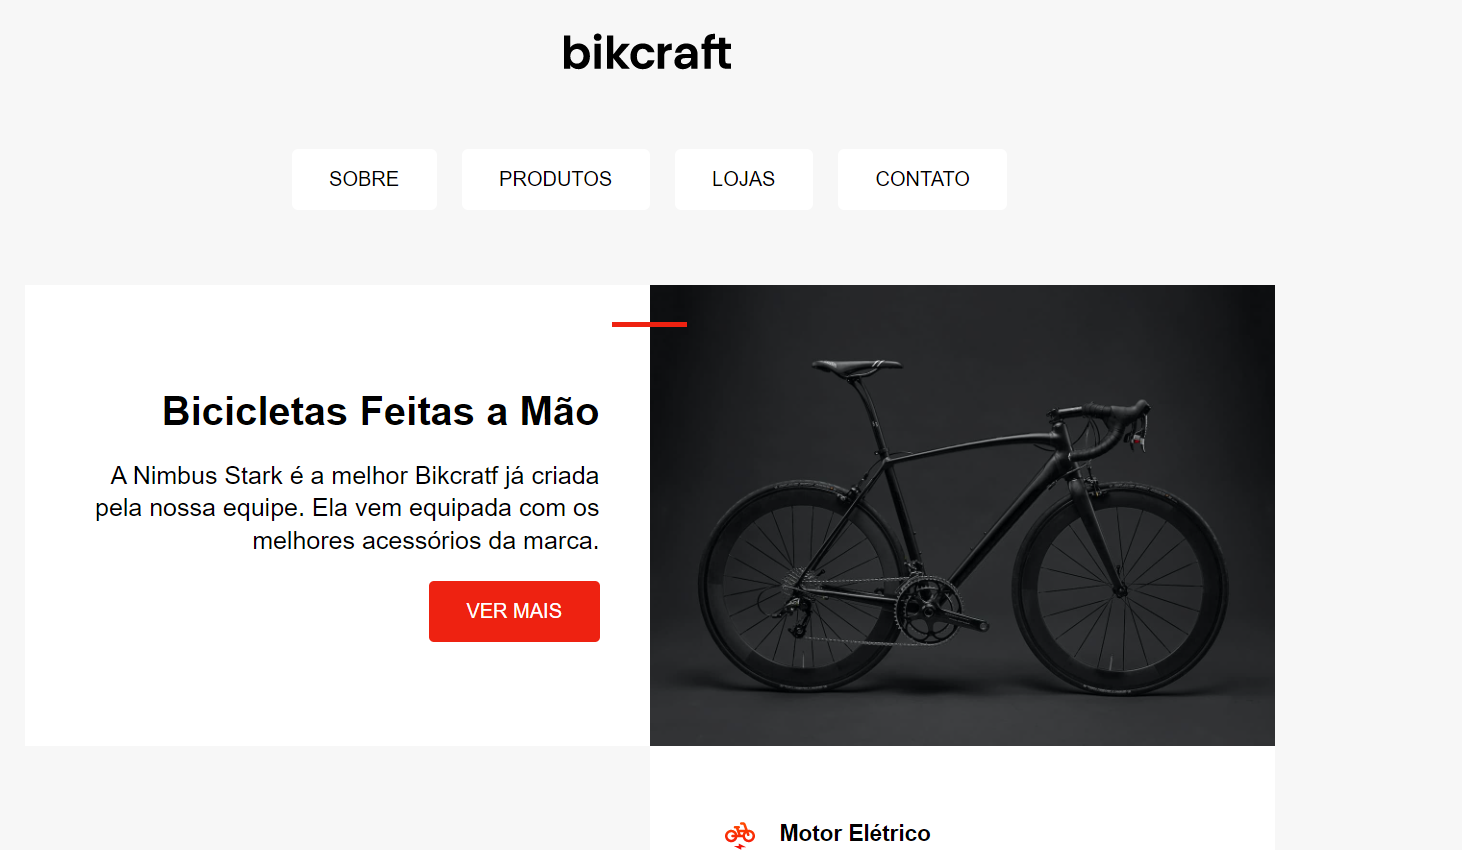 bikcraft
SOBRE
PRODUTOS
LOJAS
CONTATO
Bicicletas Feitas a Mão
A Nimbus Stark é a melhor Bikcratf já criada
pela nossa equipe. Ela vem equipada com os
melhores acessórios da marca.
VER MAIS
Motor Elétrico